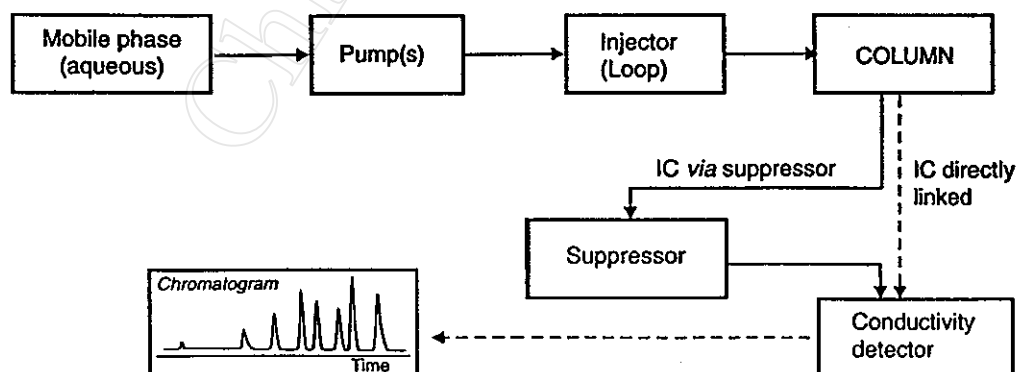 Mobile phase
(aqueous)
Pump(s)
Injector
(Loop)
COLUMN
IC via suppressor
IC directly
linked
Suppressor
Chromatogram
Time
Conductivity
detector